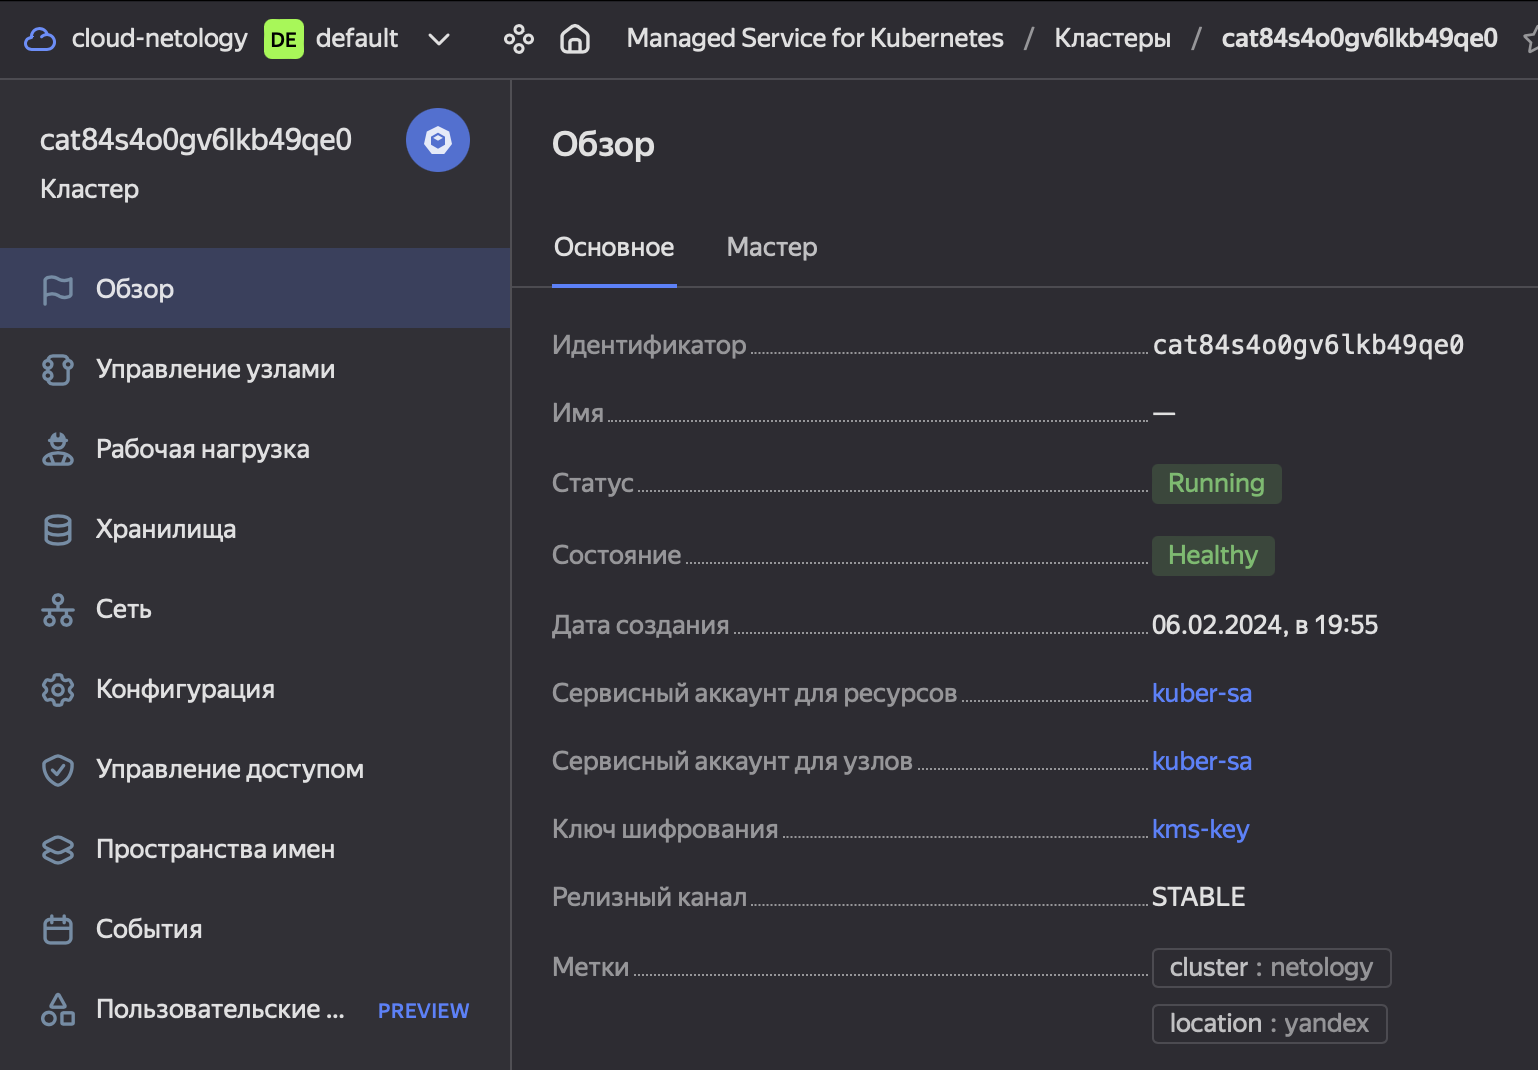 cloud-netology DE default Managed Service for Kubernetes / Кластеры / cat84s4o0gv6lkb49qe0
cat84s4o0gv6lkb49qe0
Кластер
Обзор
Управление узлами
Рабочая нагрузка
Хранилища
Сеть
Конфигурация
Управление доступом
Пространства имен
События
Пользовательские ... PREVIEW
Обзор
Основное Мастер
Идентификатор cat84s4o0gv6lkb49qe0
Имя —
Статус Running
Состояние Healthy
Дата создания 06.02.2024, в 19:55
Сервисный аккаунт для ресурсов kuber-sa
Сервисный аккаунт для узлов kuber-sa
Ключ шифрования kms-key
Релизный канал STABLE
Метки cluster : netology
location : yandex